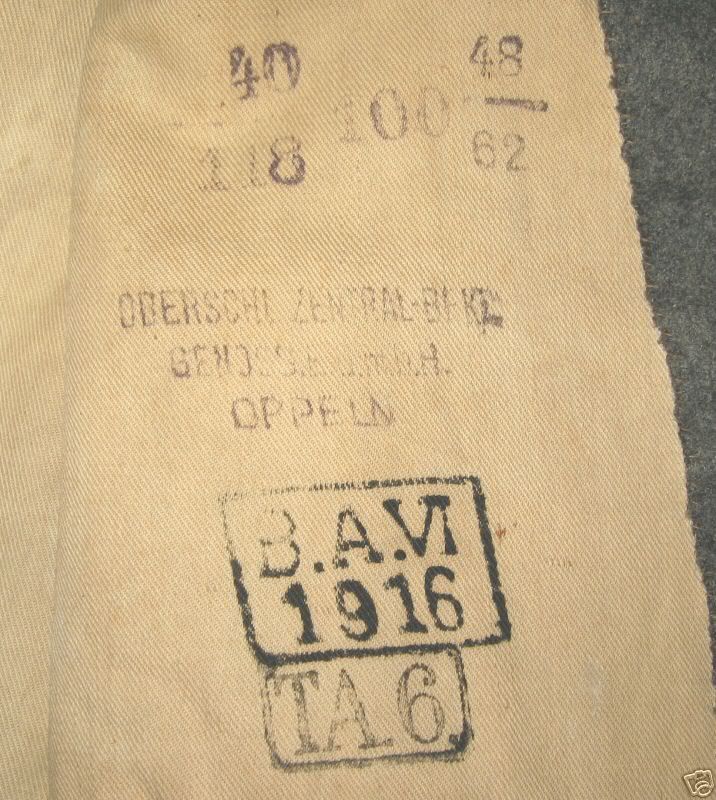 40 48
118 100 62
OBERSCHL ZENTRAL-BEKL
G.m.b.H.
OPPELN
B.A.VI
1916
TA.6.